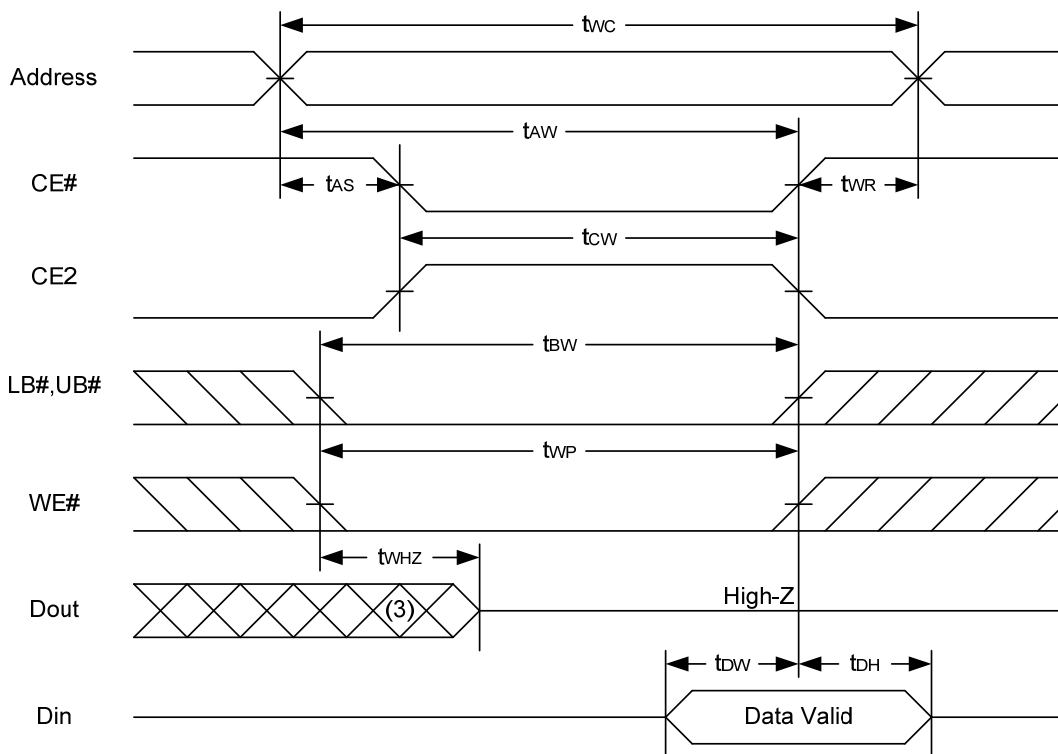 tWC
Address
tAW
CE#
tAS
tWR
tCW
CE2
tBW
LB#,UB#
tWP
WE#
tWHZ
Dout
(3)
High-Z
tDW
tDH
Din
Data Valid